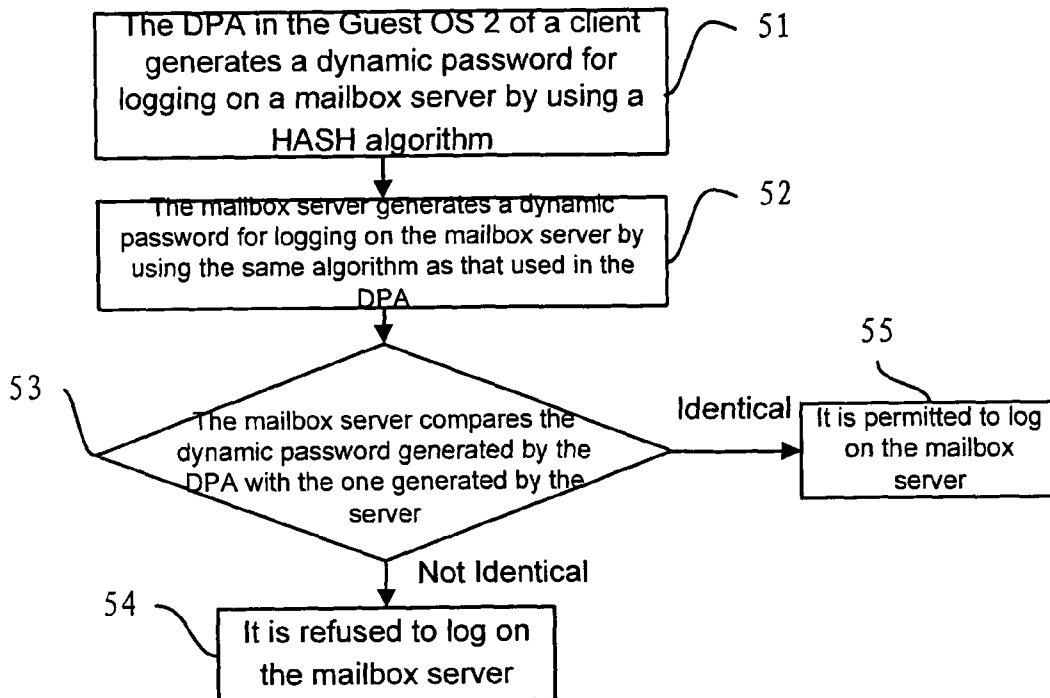 The DPA in the Guest OS 2 of a client
generates a dynamic password for
logging on a mailbox server by using a
HASH algorithm
51
The mailbox server generates a dynamic
password for logging on the mailbox server by
using the same algorithm as that used in the
DPA
52
53
The mailbox server compares the
dynamic password generated by the
DPA with the one generated by the
server
Identical
55
It is permitted to log
on the mailbox
server
Not Identical
54
It is refused to log on
the mailbox server